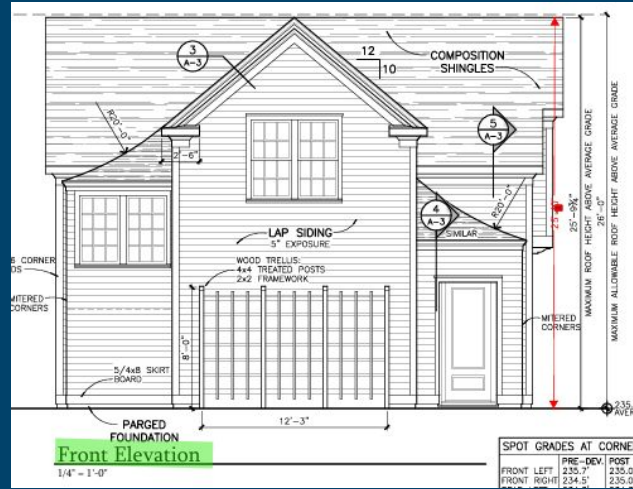 12
10
COMPOSITION
SHINGLES
3
A-3
R20'-0"
2'-6"
5
A-3
R20'-0"
4
A-3
SIMILAR
LAP SIDING
5" EXPOSURE
WOOD TRELLIS:
4x4 TREATED POSTS
2x2 FRAMEWORK
CORNER
MITERED
CORNERS
8'-0"
5/4x8 SKIRT
BOARD
MITERED
CORNERS
PARGED
FOUNDATION
12'-3"
MAXIMUM ROOF HEIGHT ABOVE AVERAGE GRADE
25'-9¾"
26'-0"
MAXIMUM ALLOWABLE ROOF HEIGHT ABOVE AVERAGE GRADE
235.
AVER
Front Elevation
1/4" = 1'-0"
SPOT GRADES AT CORNE
PRE-DEV. POST
FRONT LEFT 235.7' 235.0
FRONT RIGHT 234.5' 235.0